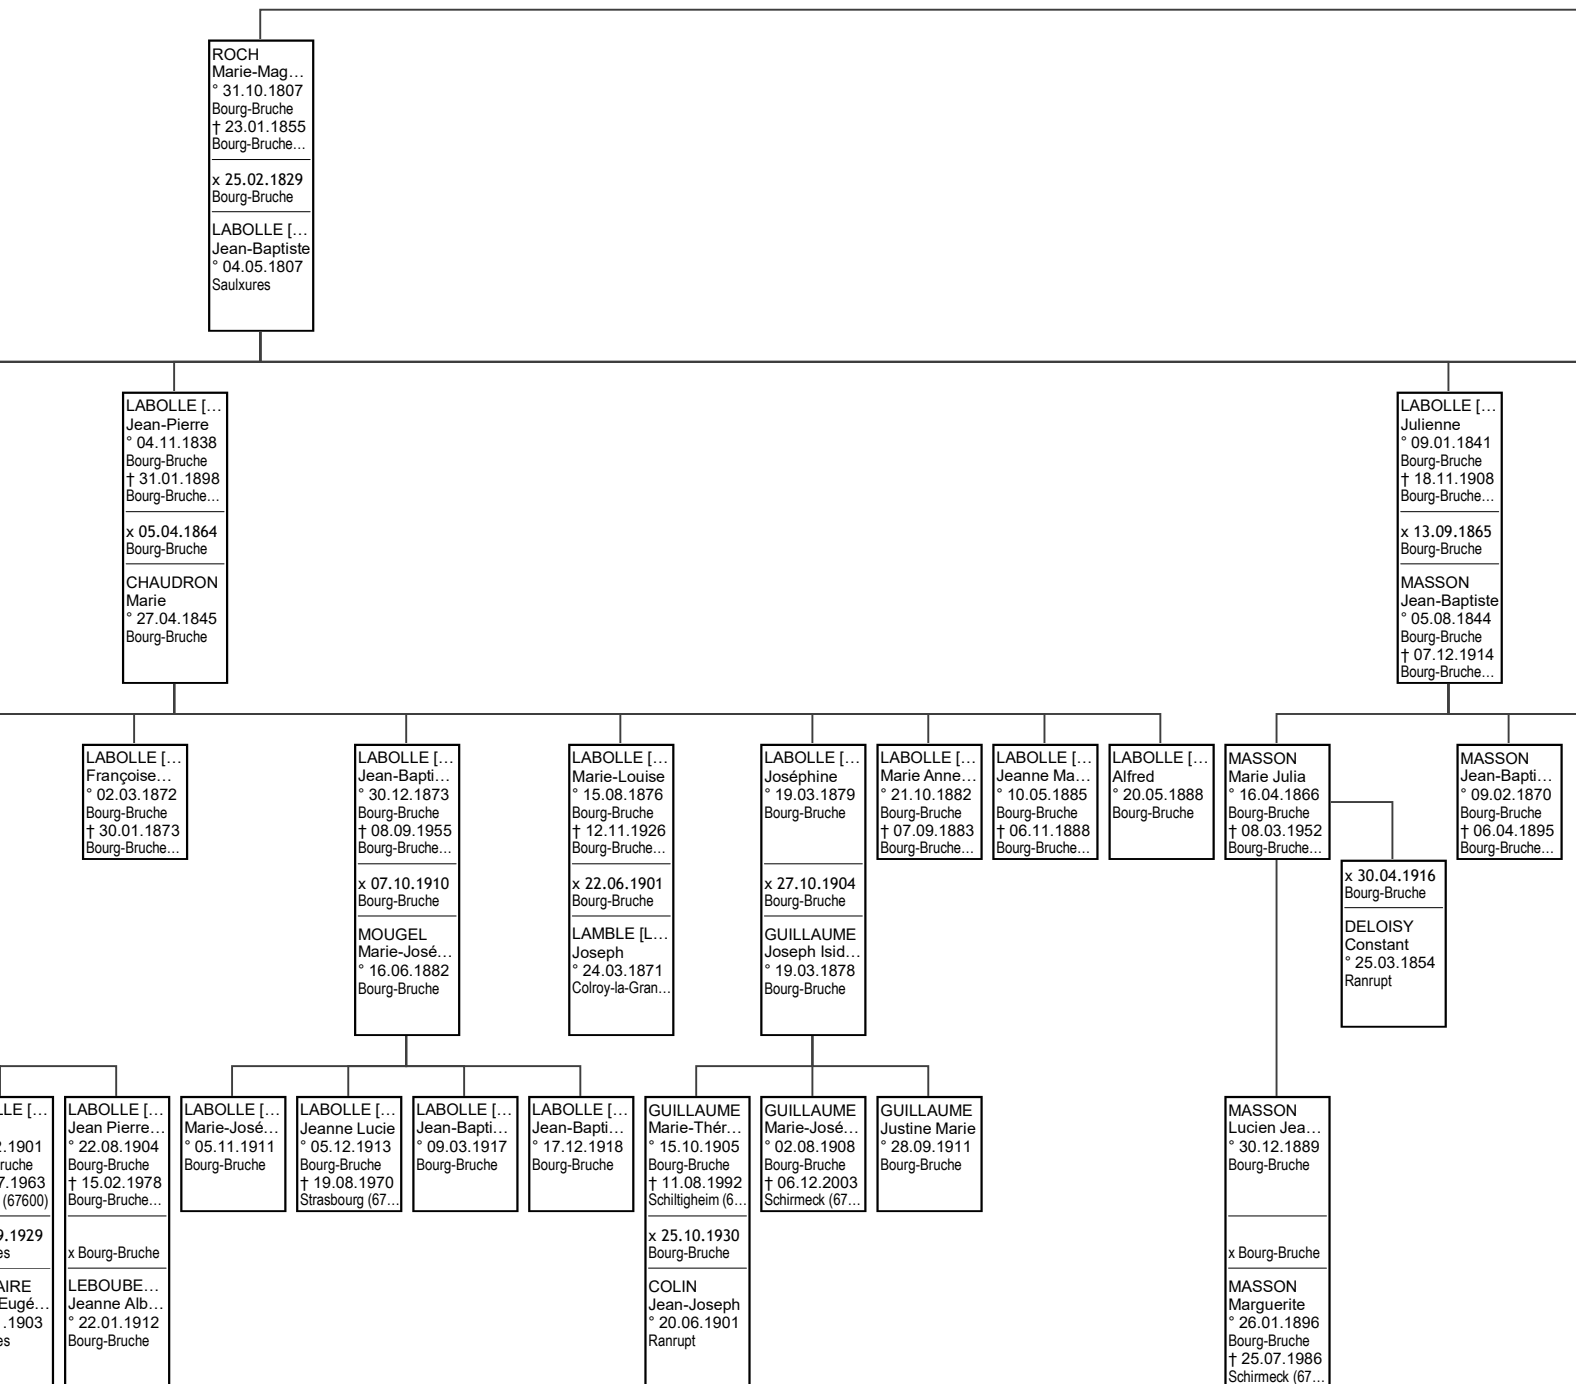 ROCH
Marie-Mag…
° 31.10.1807
Bourg-Bruche
† 23.01.1855
Bourg-Bruche…
x 25.02.1829
Bourg-Bruche
LABOLLE […
Jean-Baptiste
° 04.05.1807
Saulxures
LABOLLE […
Jean-Pierre
° 04.11.1838
Bourg-Bruche
† 31.01.1898
Bourg-Bruche…
x 05.04.1864
Bourg-Bruche
CHAUDRON
Marie
° 27.04.1845
Bourg-Bruche
LABOLLE […
Julienne
° 09.01.1841
Bourg-Bruche
† 18.11.1908
Bourg-Bruche…
x 13.09.1865
Bourg-Bruche
MASSON
Jean-Baptiste
° 05.08.1844
Bourg-Bruche
† 07.12.1914
Bourg-Bruche…
LABOLLE […
Françoise…
° 02.03.1872
Bourg-Bruche
† 30.01.1873
Bourg-Bruche…
LABOLLE […
Jean-Bapti…
° 30.12.1873
Bourg-Bruche
† 08.09.1955
Bourg-Bruche…
x 07.10.1910
Bourg-Bruche
MOUGEL
Marie-José…
° 16.06.1882
Bourg-Bruche
LABOLLE […
Marie-Louise
° 15.08.1876
Bourg-Bruche
† 12.11.1926
Bourg-Bruche…
x 22.06.1901
Bourg-Bruche
LAMBLE [L…
Joseph
° 24.03.1871
Colroy-la-Gran…
LABOLLE […
Joséphine
° 19.03.1879
Bourg-Bruche
x 27.10.1904
Bourg-Bruche
GUILLAUME
Joseph Isid…
° 19.03.1878
Bourg-Bruche
LABOLLE […
Marie Anne…
° 21.10.1882
Bourg-Bruche
† 07.09.1883
Bourg-Bruche…
LABOLLE […
Jeanne Ma…
° 10.05.1885
Bourg-Bruche
† 06.11.1888
Bourg-Bruche…
LABOLLE […
Alfred
° 20.05.1888
Bourg-Bruche
MASSON
Marie Julia
° 16.04.1866
Bourg-Bruche
† 08.03.1952
Bourg-Bruche…
x 30.04.1916
Bourg-Bruche
DELOISY
Constant
° 25.03.1854
Ranrupt
MASSON
Jean-Bapti…
° 09.02.1870
Bourg-Bruche
† 06.04.1895
Bourg-Bruche…
LLE […
.1901
ruche
.1963
(67600)
.1929
es
AIRE
Eugé…
.1903
es
LABOLLE […
Jean Pierre…
° 22.08.1904
Bourg-Bruche
† 15.02.1978
Bourg-Bruche…
x Bourg-Bruche
LEBOUBE…
Jeanne Alb…
° 22.01.1912
Bourg-Bruche
LABOLLE […
Marie-José…
° 05.11.1911
Bourg-Bruche
LABOLLE […
Jeanne Lucie
° 05.12.1913
Bourg-Bruche
† 19.08.1970
Strasbourg (67…
LABOLLE […
Jean-Bapti…
° 09.03.1917
Bourg-Bruche
LABOLLE […
Jean-Bapti…
° 17.12.1918
Bourg-Bruche
GUILLAUME
Marie-Thér…
° 15.10.1905
Bourg-Bruche
† 11.08.1992
Schiltigheim (6…
x 25.10.1930
Bourg-Bruche
COLIN
Jean-Joseph
° 20.06.1901
Ranrupt
GUILLAUME
Marie-José…
° 02.08.1908
Bourg-Bruche
† 06.12.2003
Schirmeck (67…
GUILLAUME
Justine Marie
° 28.09.1911
Bourg-Bruche
MASSON
Lucien Jea…
° 30.12.1889
Bourg-Bruche
x Bourg-Bruche
MASSON
Marguerite
° 26.01.1896
Bourg-Bruche
† 25.07.1986
Schirmeck (67…